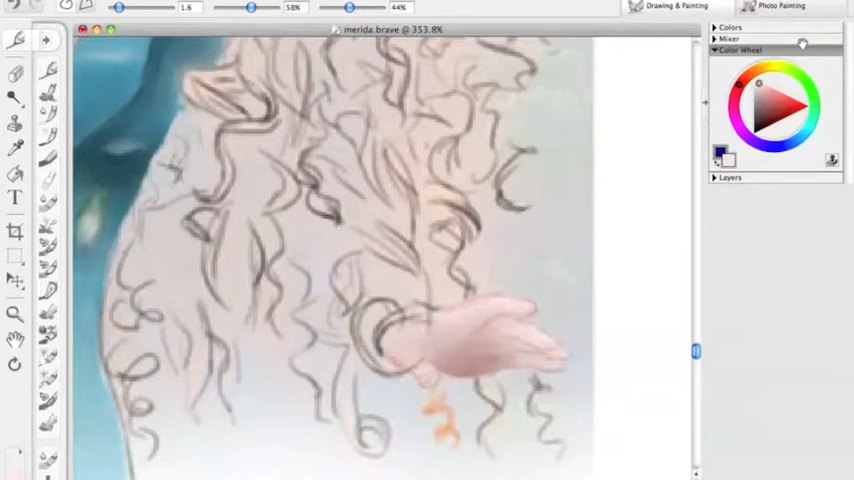 1.6 58% 44% Drawing & Painting Photo Painting
merida brave @ 353.8%
Colors
Mixer
Color Wheel
Layers
T